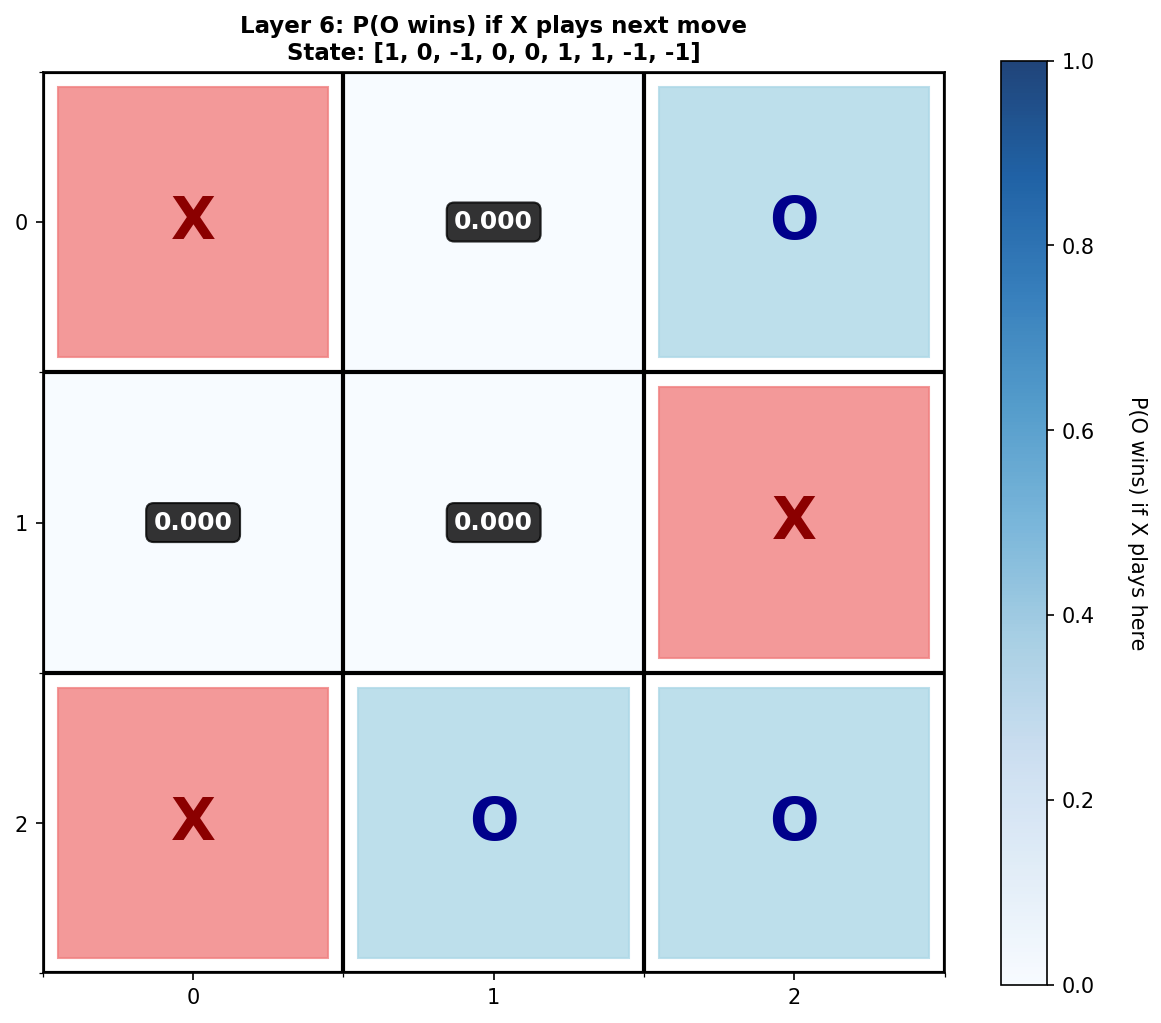 Layer 6: P(O wins) if X plays next move
State: [1, 0, -1, 0, 0, 1, 1, -1, -1]
X
0.000
O
0.000
0.000
X
X
O
O
0
1
2
0
1
2
1.0
0.8
0.6
0.4
0.2
0.0
P(O wins) if X plays here